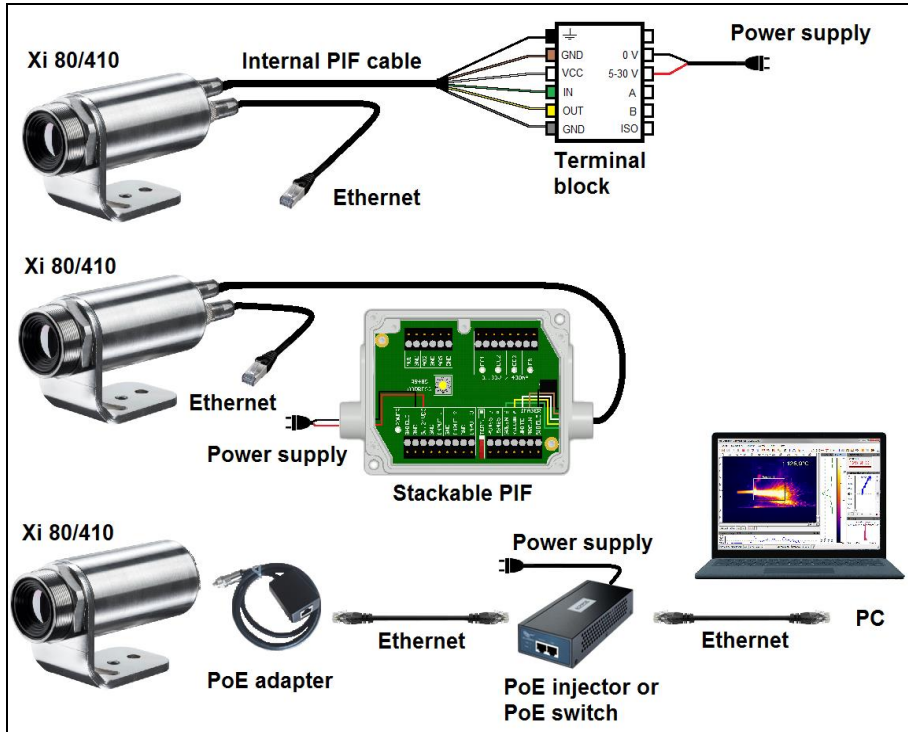 Xi 80/410
Internal PIF cable
Power supply
GND
VCC
IN
OUT
GND
0 V
5-30 V
A
B
ISO
Terminal
block
Ethernet
Xi 80/410
Ethernet
Power supply
Stackable PIF
Xi 80/410
PoE adapter
Ethernet
Power supply
PoE injector or
PoE switch
Ethernet
PC